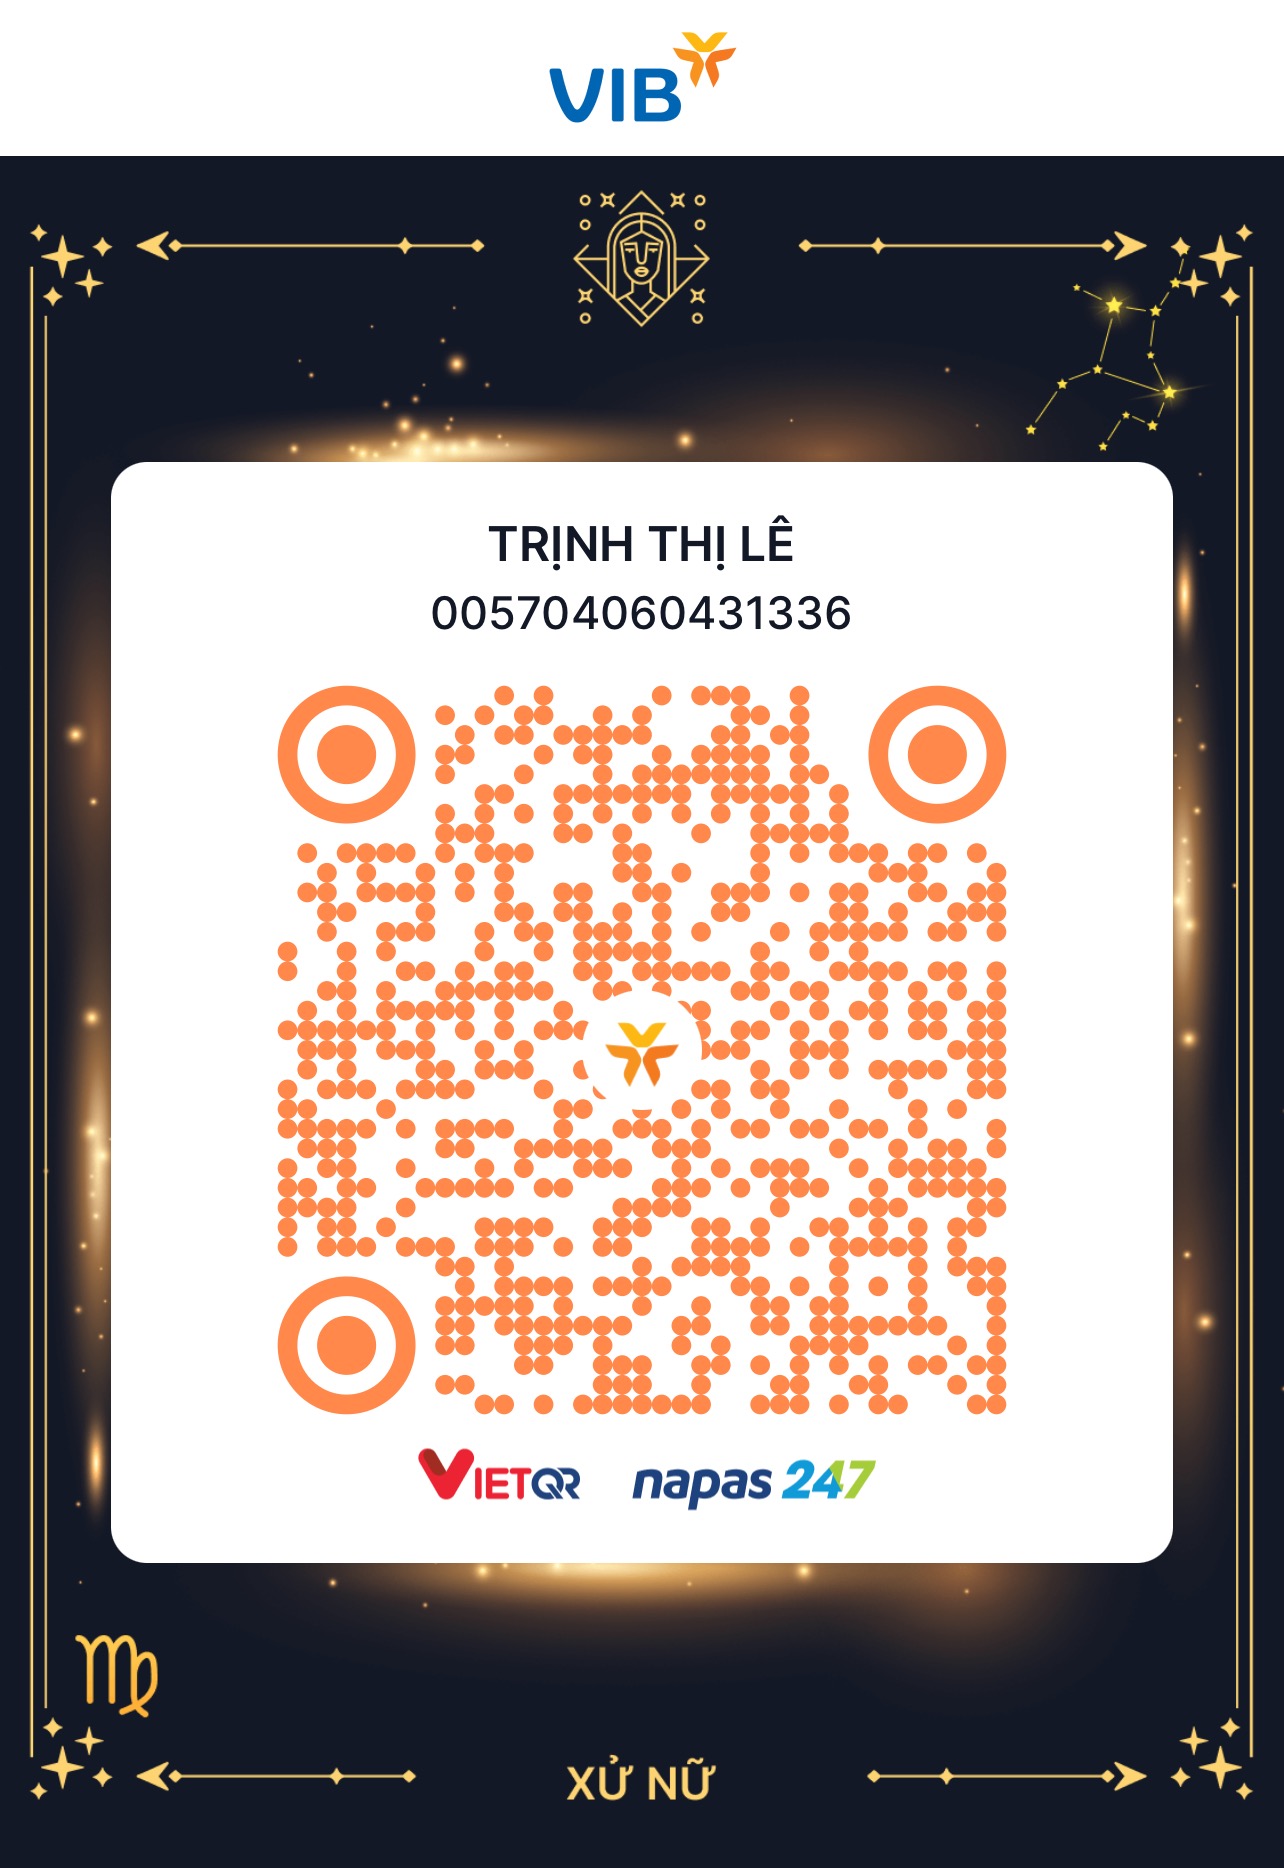 VIB
TRỊNH THỊ LÊ
005704060431336
VIETQR
napas 247
XỬ NỮ